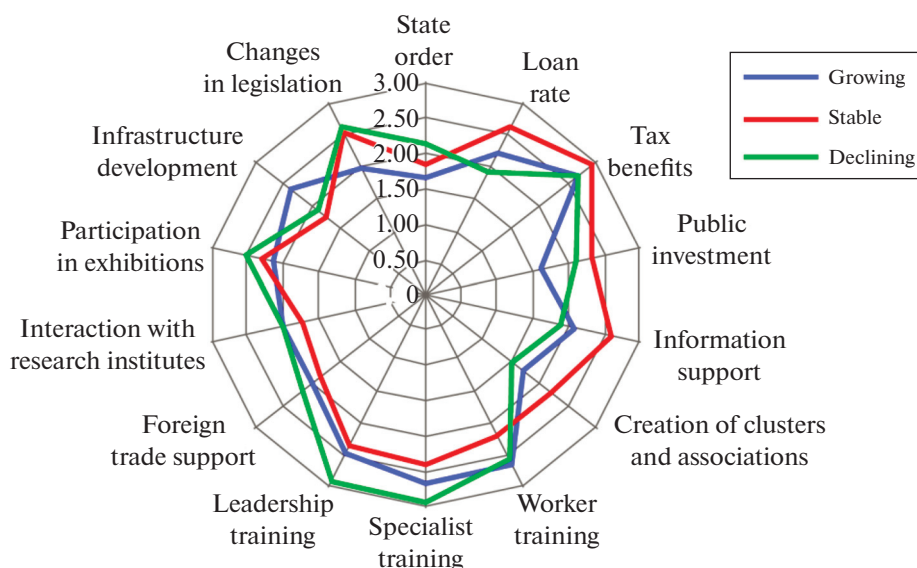 State
order
Loan
rate
Tax
benefits
Public
investment
Information
support
Creation of clusters
and associations
Worker
training
Specialist
training
Leadership
training
Foreign
trade support
Interaction with
research institutes
Participation
in exhibitions
Infrastructure
development
Changes
in legislation
3.00
2.50
2.00
1.50
1.00
0.50
0
Growing
Stable
Declining